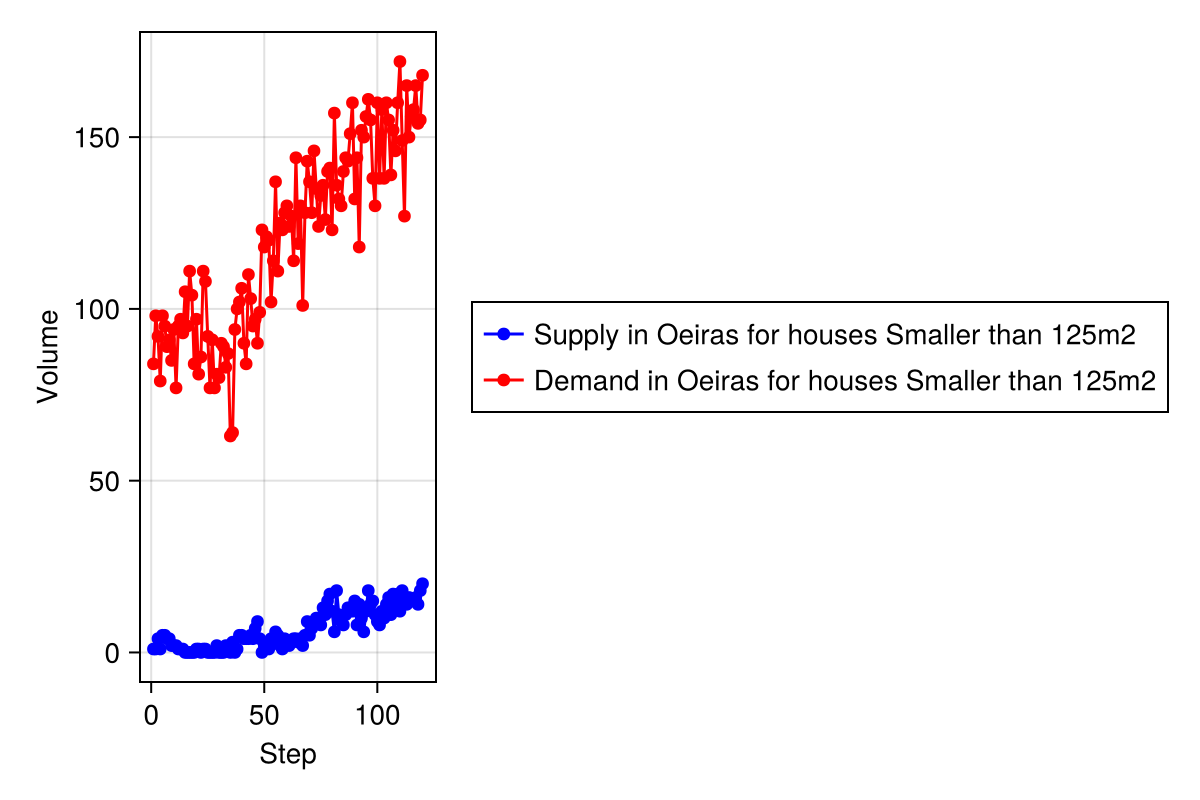 150
100
50
0
Volume
0 50 100
Step
Supply in Oeiras for houses Smaller than 125m2
Demand in Oeiras for houses Smaller than 125m2